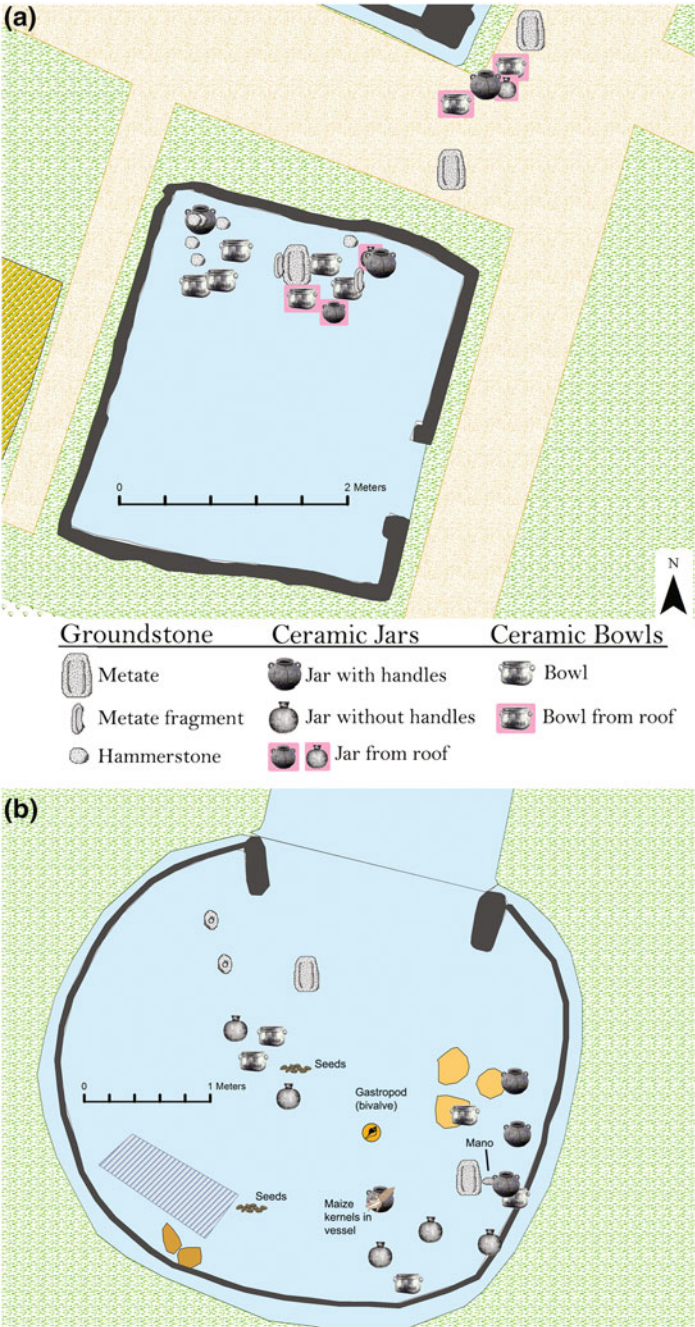 (a)
0 2 Meters
N
Groundstone Ceramic Jars Ceramic Bowls
Metate Jar with handles Bowl
Metate fragment Jar without handles Bowl from roof
Hammerstone Jar from roof
(b)
Seeds
0 1 Meters
Gastropod
(bivalve)
Mano
Seeds
Maize
kernels in
vessel